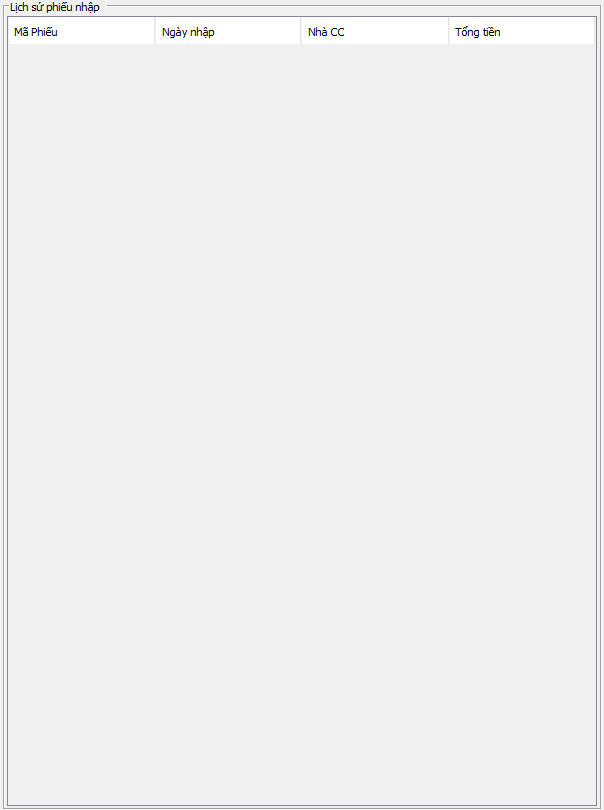 Lịch sử phiếu nhập
Mã Phiếu Ngày nhập Nhà CC Tổng tiền